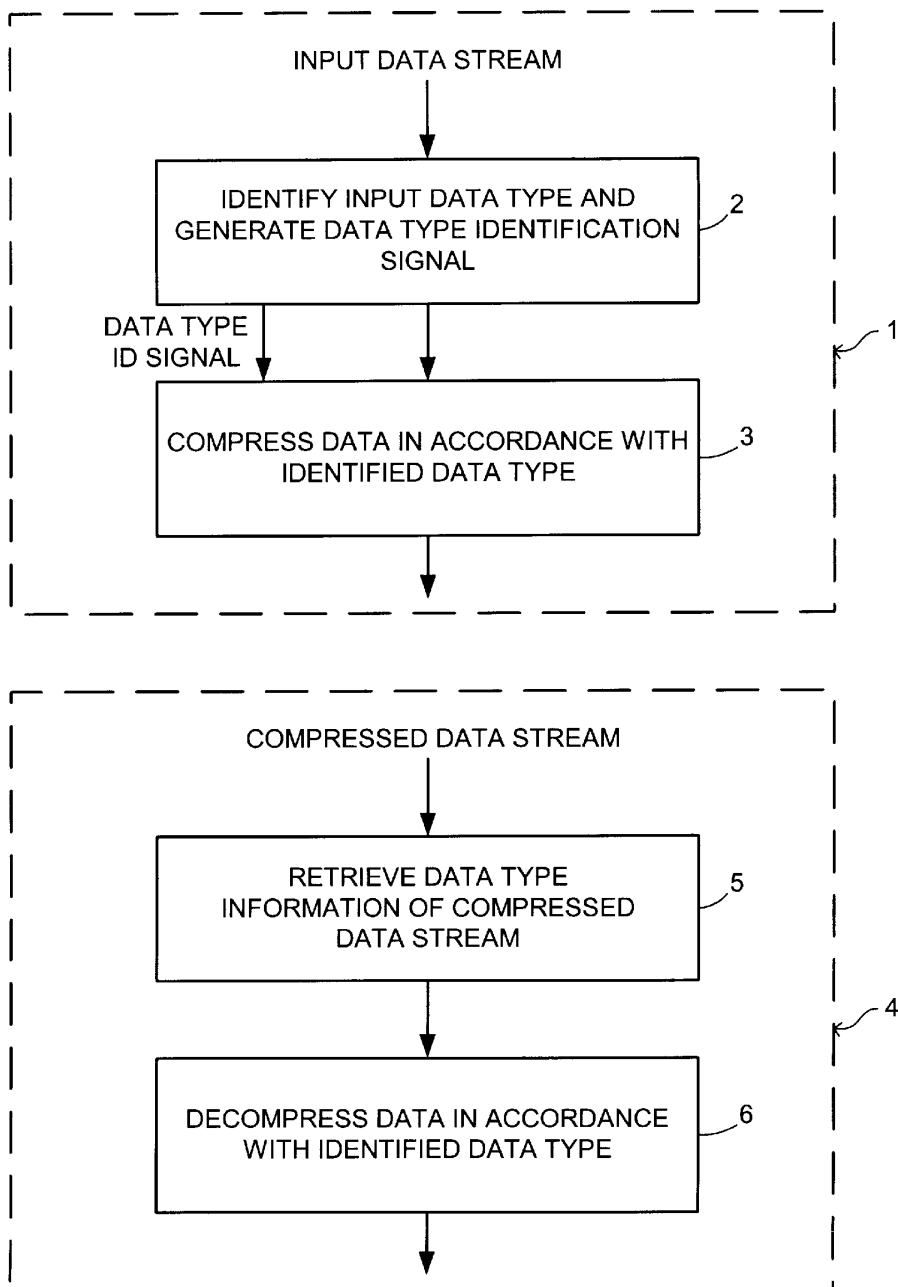 INPUT DATA STREAM
IDENTIFY INPUT DATA TYPE AND
GENERATE DATA TYPE IDENTIFICATION
SIGNAL
2
DATA TYPE
ID SIGNAL
1
COMPRESS DATA IN ACCORDANCE WITH
IDENTIFIED DATA TYPE
3
COMPRESSED DATA STREAM
RETRIEVE DATA TYPE
INFORMATION OF COMPRESSED
DATA STREAM
5
4
DECOMPRESS DATA IN ACCORDANCE
WITH IDENTIFIED DATA TYPE
6